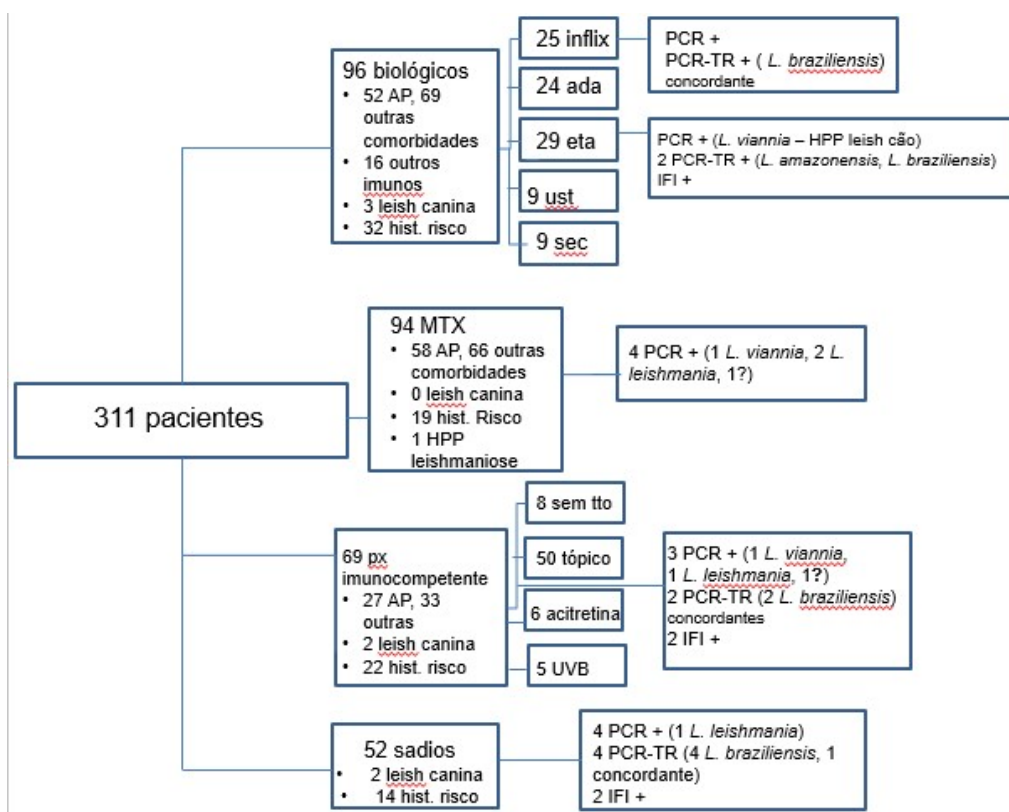 311 pacientes
96 biológicos
• 52 AP, 69
outras
comorbidades
• 16 outros
imunos
• 3 leish canina
• 32 hist. risco
25 inflix
24 ada
29 eta
9 ust
9 sec
PCR +
PCR-TR + ( L. braziliensis)
concordante
PCR + (L. viannia – HPP leish cão)
2 PCR-TR + (L. amazonensis, L. braziliensis)
IFI +
94 MTX
• 58 AP, 66 outras
comorbidades
• 0 leish canina
• 19 hist. Risco
• 1 HPP
leishmaniose
4 PCR + (1 L. viannia, 2 L.
leishmania, 1?)
69 px
imunocompetente
• 27 AP, 33
outras
• 2 leish canina
• 22 hist. risco
8 sem tto
50 tópico
6 acitretina
5 UVB
3 PCR + (1 L. viannia,
1 L. leishmania, 1?)
2 PCR-TR (2 L. braziliensis)
concordantes
2 IFI +
52 sadios
• 2 leish canina
• 14 hist. risco
4 PCR + (1 L. leishmania)
4 PCR-TR (4 L. braziliensis, 1
concordante)
2 IFI +